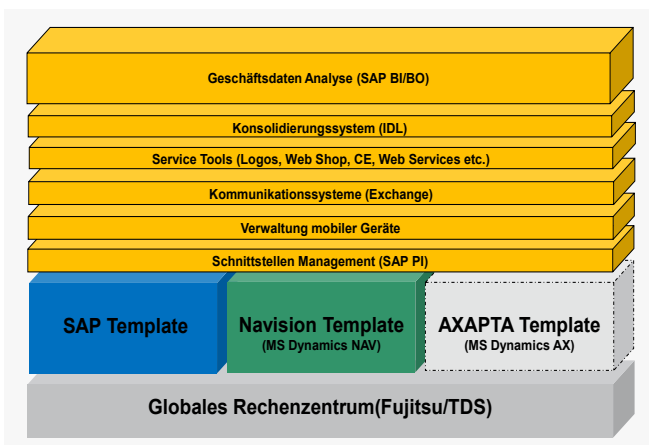 Geschäftsdaten Analyse (SAP BI/BO)
Konsolidierungssystem (IDL)
Service Tools (Logos, Web Shop, CE, Web Services etc.)
Kommunikationssysteme (Exchange)
Verwaltung mobiler Geräte
Schnittstellen Management (SAP PI)
SAP Template
Navision Template
(MS Dynamics NAV)
AXAPTA Template
(MS Dynamics AX)
Globales Rechenzentrum(Fujitsu/TDS)